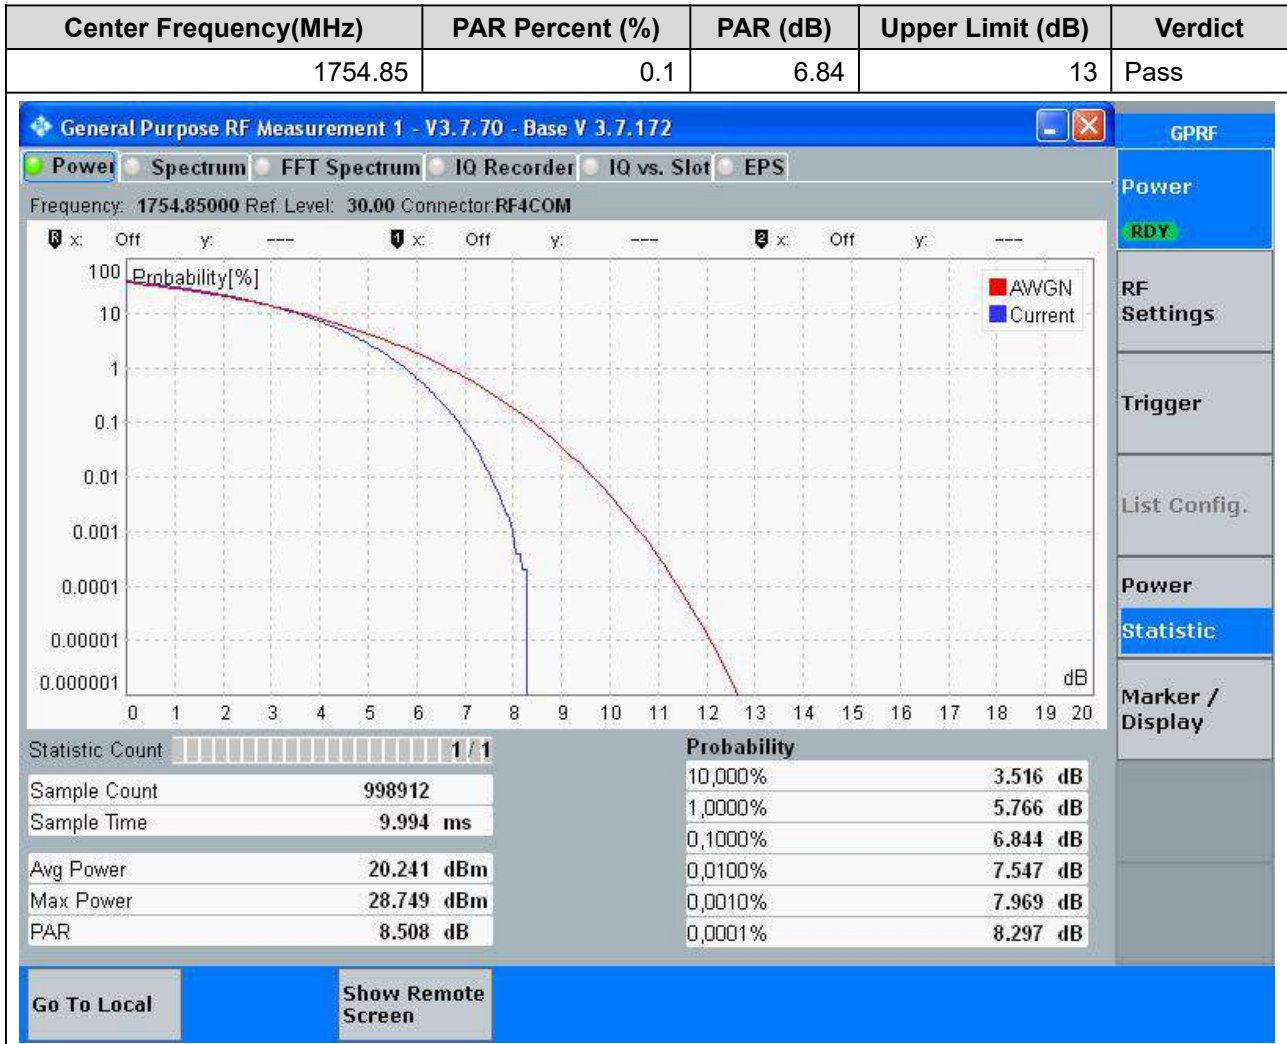 Center Frequency(MHz) PAR Percent (%) PAR (dB) Upper Limit (dB) Verdict
1754.85 0.1 6.84 13 Pass
General Purpose RF Measurement 1 - V3.7.70 - Base V 3.7.172
GPRF
Power Spectrum FFT Spectrum IQ Recorder IQ vs. Slot EPS
Power
RDY
Frequency: 1754.85000 Ref. Level: 30.00 Connector:RF4COM
R x: Off y: --- 1 x: Off y: --- 2 x: Off y: ---
Probability[%]
100
10
1
0.1
0.01
0.001
0.0001
0.00001
0.000001
AWGN
Current
dB
0 1 2 3 4 5 6 7 8 9 10 11 12 13 14 15 16 17 18 19 20
RF
Settings
Trigger
List Config.
Power
Statistic
Marker /
Display
Statistic Count 1 / 1
Sample Count 998912
Sample Time 9.994 ms
Avg Power 20.241 dBm
Max Power 28.749 dBm
PAR 8.508 dB
Probability
10,000% 3.516 dB
1,0000% 5.766 dB
0,1000% 6.844 dB
0,0100% 7.547 dB
0,0010% 7.969 dB
0,0001% 8.297 dB
Go To Local
Show Remote
Screen